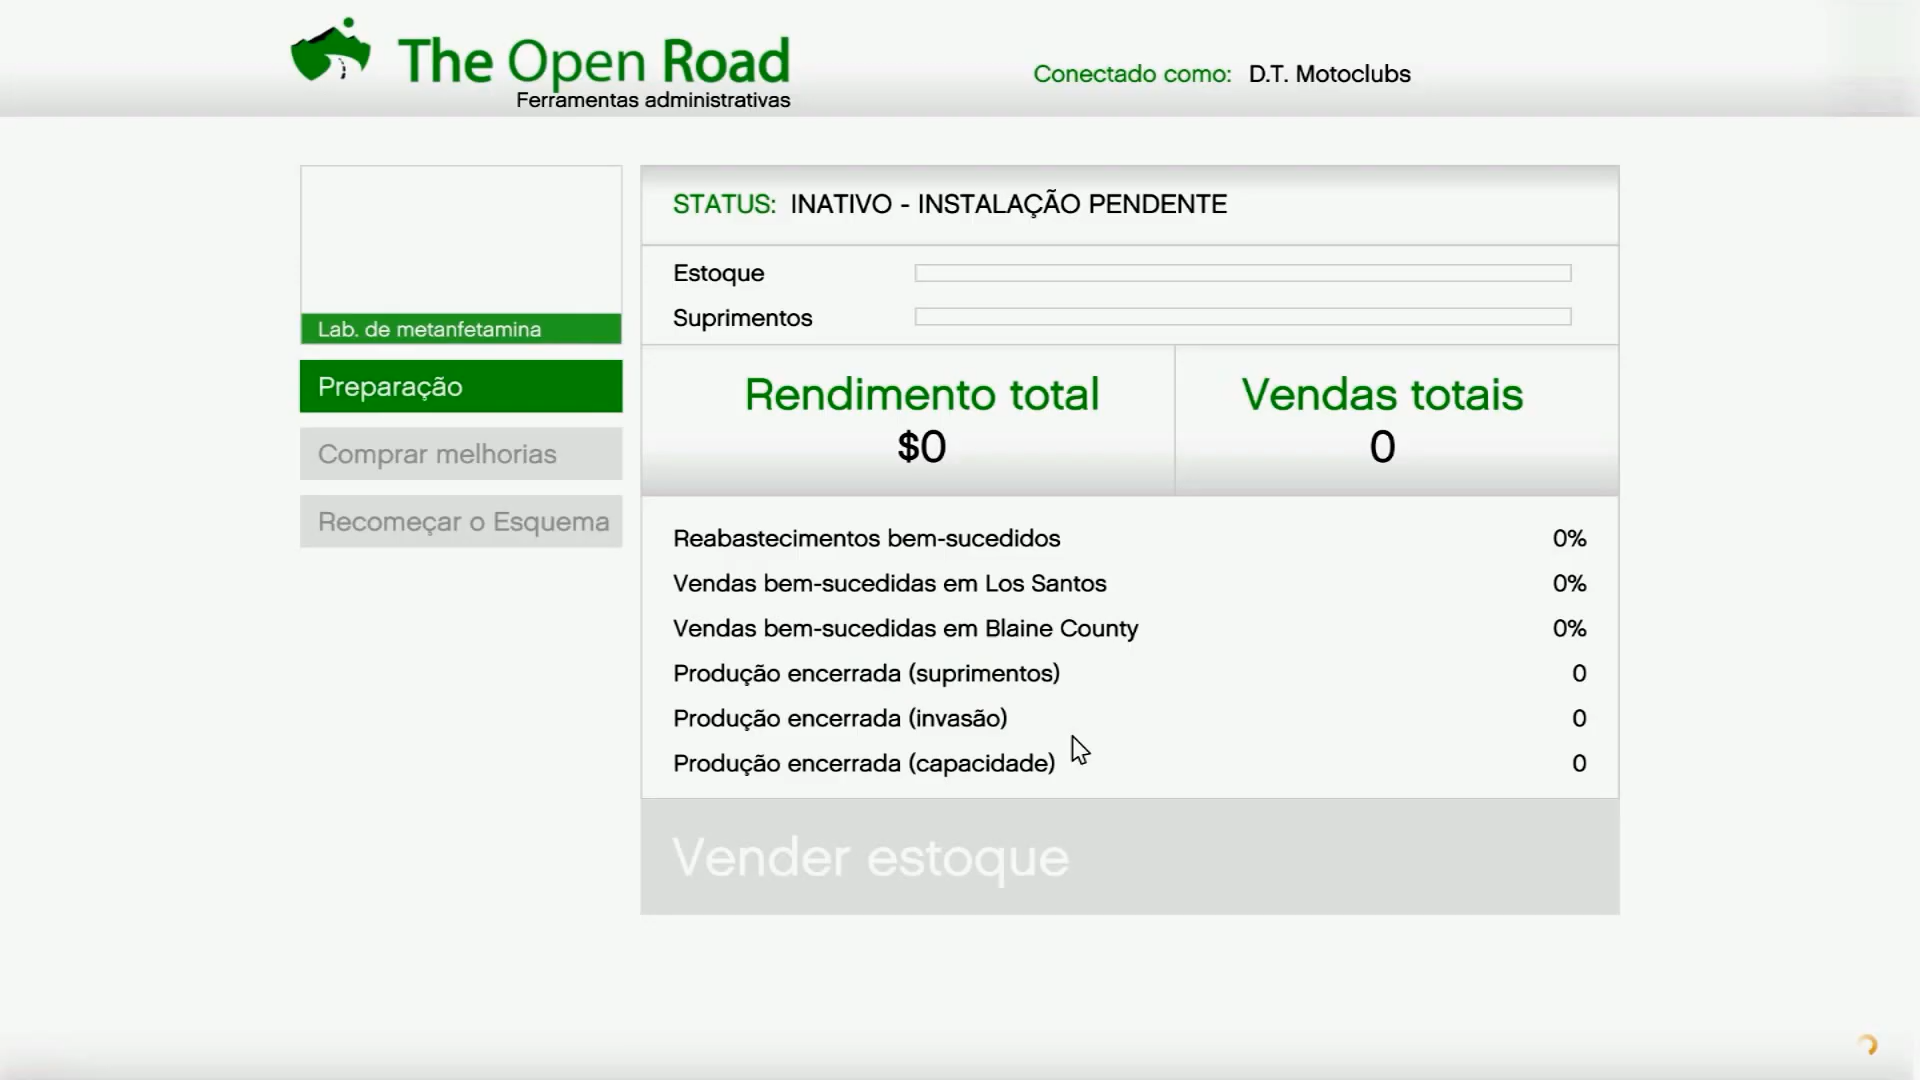 The Open Road
Ferramentas administrativas
Conectado como: D.T. Motoclubs
Lab. de metanfetamina
Preparação
Comprar melhorias
Recomeçar o Esquema
STATUS: INATIVO - INSTALAÇÃO PENDENTE
Estoque
Suprimentos
Rendimento total
$0
Vendas totais
0
Reabastecimentos bem-sucedidos 0%
Vendas bem-sucedidas em Los Santos 0%
Vendas bem-sucedidas em Blaine County 0%
Produção encerrada (suprimentos) 0
Produção encerrada (invasão) 0
Produção encerrada (capacidade) 0
Vender estoque